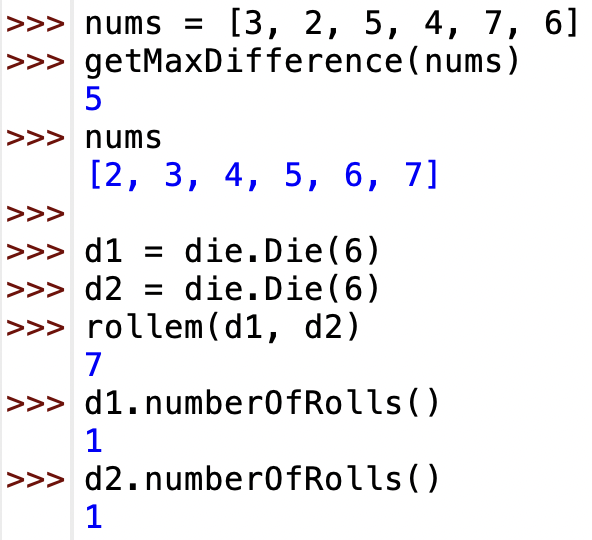 >>> nums = [3, 2, 5, 4, 7, 6]
>>> getMaxDifference(nums)
5
>>> nums
[2, 3, 4, 5, 6, 7]
>>>
>>> d1 = die.Die(6)
>>> d2 = die.Die(6)
>>> rollem(d1, d2)
7
>>> d1.numberOfRolls()
1
>>> d2.numberOfRolls()
1